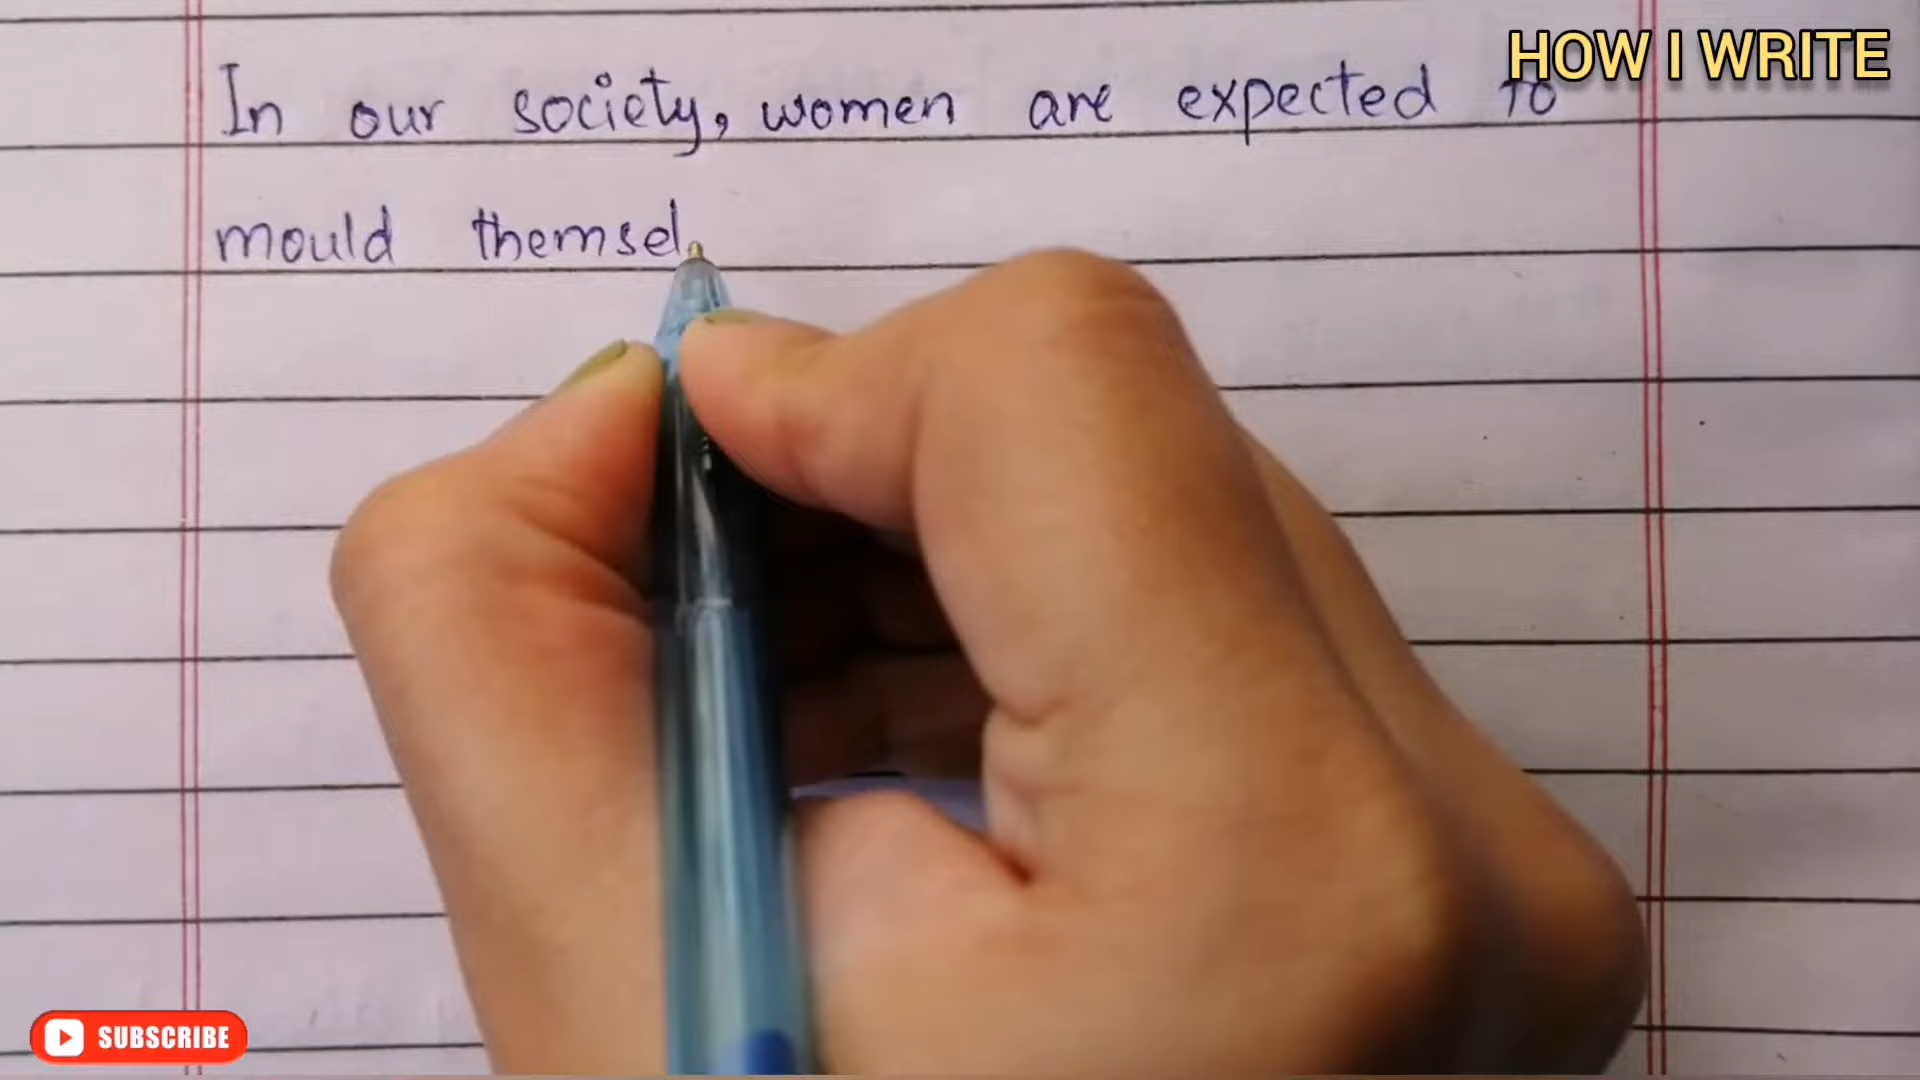 HOW I WRITE
In our society, women are expected to
mould themsel
SUBSCRIBE